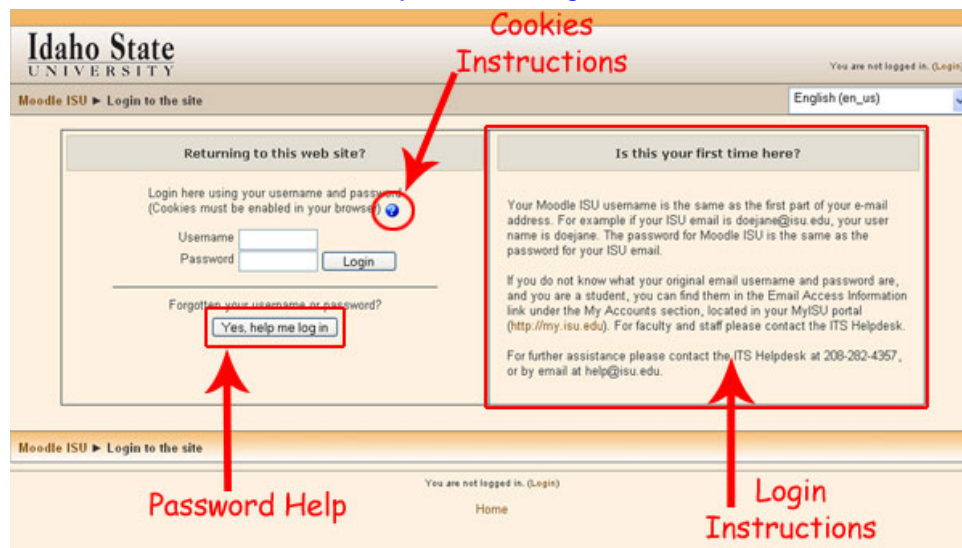 Cookies
Instructions
Idaho State
UNIVERSITY
You are not logged in. (Login)
Moodle ISU ► Login to the site
English (en_us)
Returning to this web site?
Login here using your username and password
(Cookies must be enabled in your browser)
?
Username
Password
Login
Forgotten your username or password?
Yes, help me log in
Is this your first time here?
Your Moodle ISU username is the same as the first part of your e-mail
address. For example if your ISU email is doejane@isu.edu, your user
name is doejane. The password for Moodle ISU is the same as the
password for your ISU email.
If you do not know what your original email username and password are,
and you are a student, you can find them in the Email Access Information
link under the My Accounts section, located in your MyISU portal
(http://my.isu.edu). For faculty and staff please contact the ITS Helpdesk.
For further assistance please contact the ITS Helpdesk at 208-282-4357,
or by email at help@isu.edu.
Moodle ISU ► Login to the site
You are not logged in. (Login)
Home
Password Help
Login
Instructions